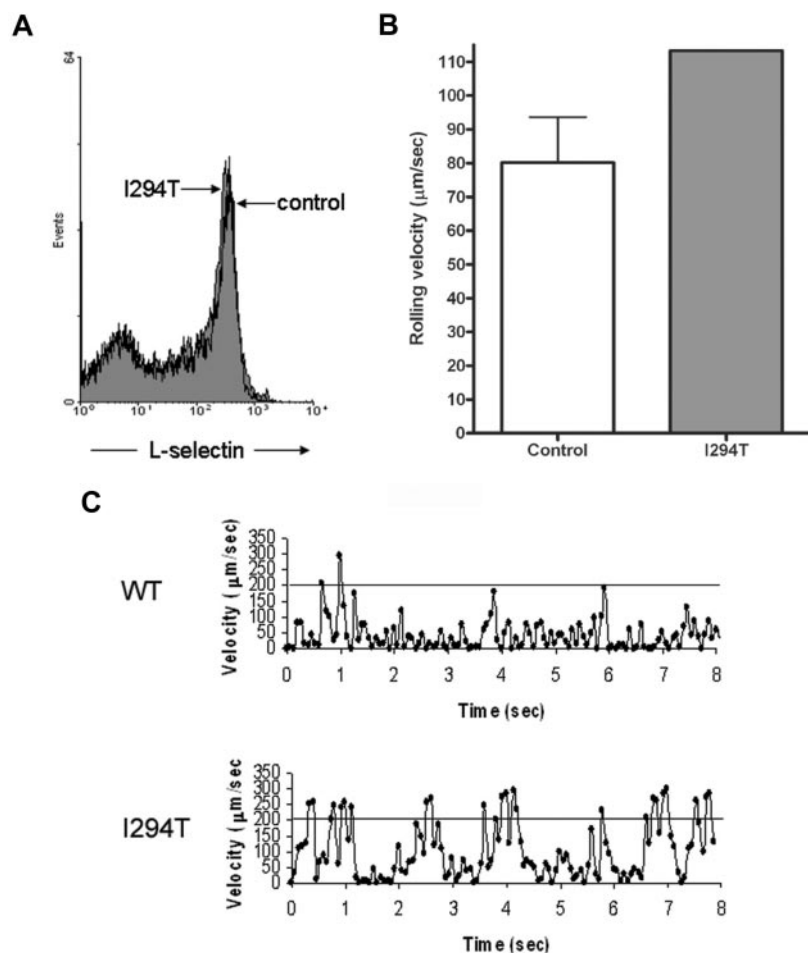 A
64
I294T
control
Events
0
10⁰ 10¹ 10² 10³ 10⁴
L-selectin
B
Rolling velocity (μm/sec)
110
100
90
80
70
60
50
40
30
20
10
0
Control I294T
C
WT
Velocity ( μm/sec)
350
300
250
200
150
100
50
0
0 1 2 3 4 5 6 7 8
Time (sec)
I294T
Velocity ( μm/sec
350
300
250
200
150
100
50
0
0 1 2 3 4 5 6 7 8
Time (sec)